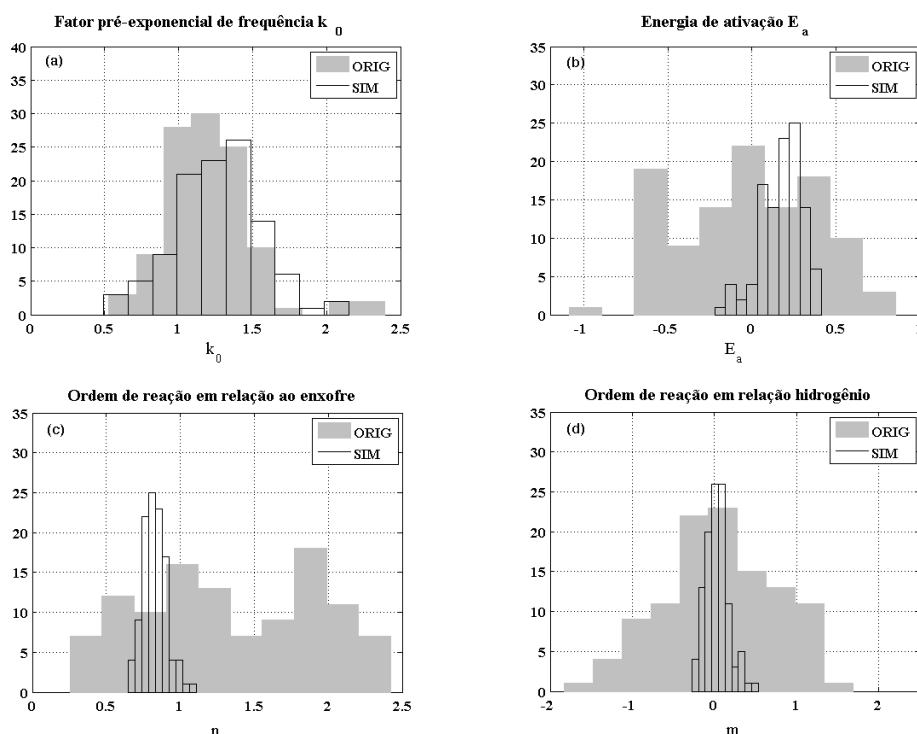 Fator pré-exponencial de frequência k 0
(a)
ORIG
SIM
40
35
30
25
20
15
10
5
0
0 0.5 1 1.5 2 2.5
k0
Energia de ativação E a
(b)
ORIG
SIM
35
30
25
20
15
10
5
0
-1 -0.5 0 0.5 1
Ea
Ordem de reação em relação ao enxofre
(c)
ORIG
SIM
35
30
25
20
15
10
5
0
0 0.5 1 1.5 2 2.5
n
Ordem de reação em relação hidrogênio
(d)
ORIG
SIM
35
30
25
20
15
10
5
0
-2 -1 0 1 2
m